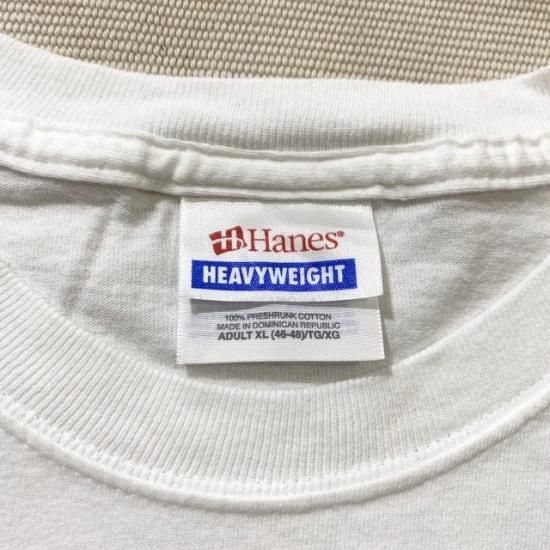 Hanes®
HEAVYWEIGHT
100% PRESHRUNK COTTON
MADE IN DOMINICAN REPUBLIC
ADULT XL (46-48)/TG/XG